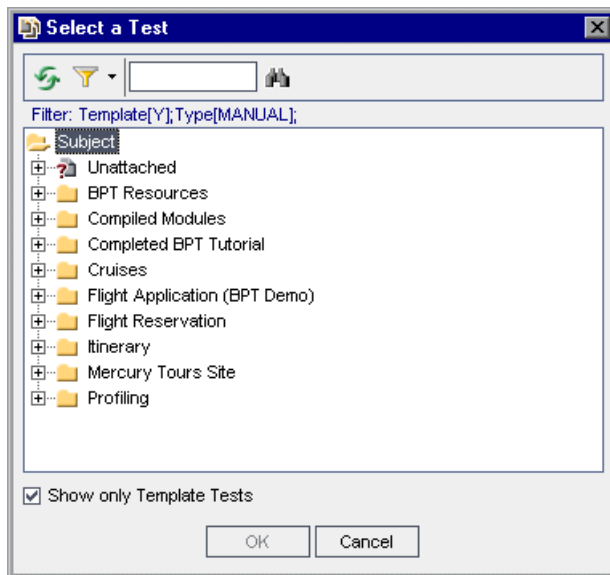 Select a Test
Filter: Template[Y];Type[MANUAL];
Subject
Unattached
BPT Resources
Compiled Modules
Completed BPT Tutorial
Cruises
Flight Application (BPT Demo)
Flight Reservation
Itinerary
Mercury Tours Site
Profiling
Show only Template Tests
OK Cancel